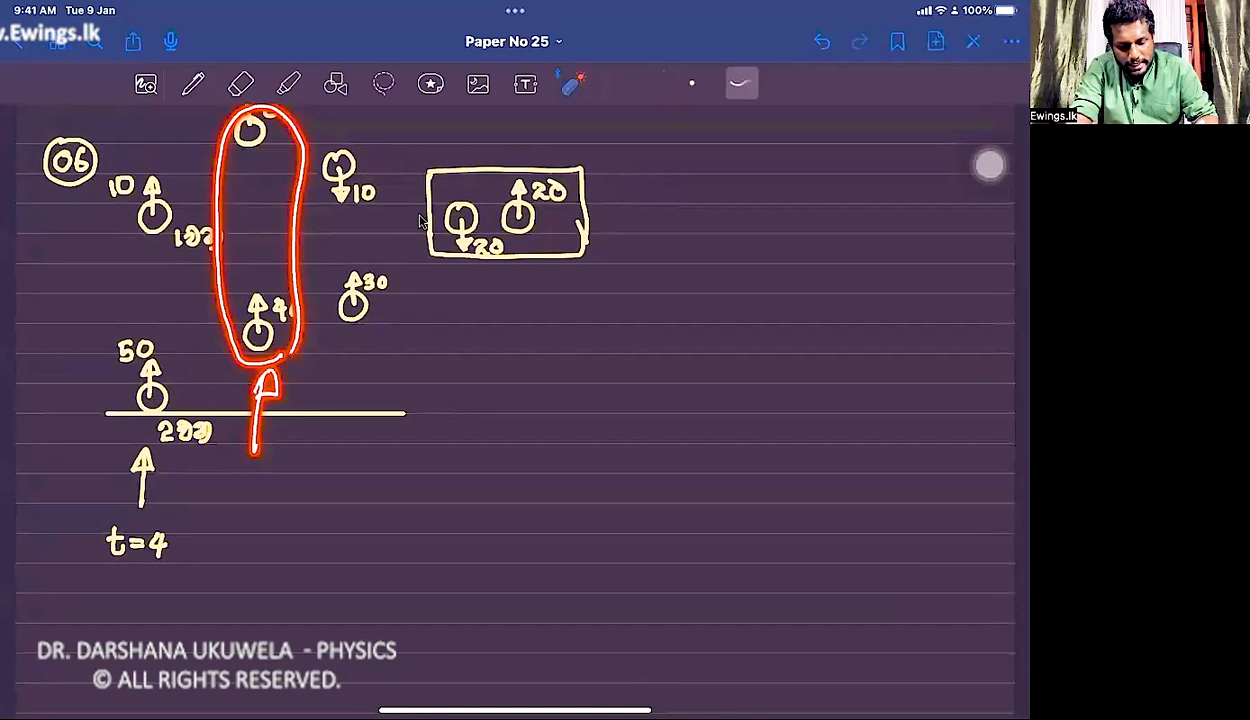 9:41 AM Tue 9 Jan
100%
v.Ewings.lk
Paper No 25
Ewings.lk
06
10
10
20
20
40
30
50
t=4
DR. DARSHANA UKUWELA - PHYSICS
© ALL RIGHTS RESERVED.